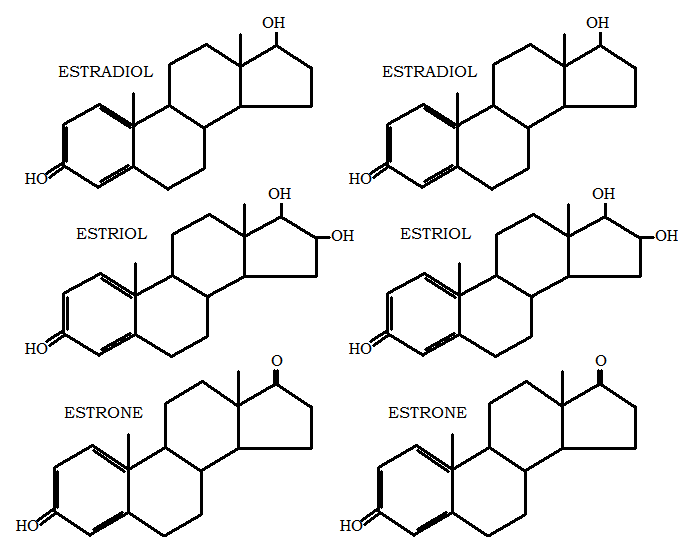 OH OH
ESTRADIOL ESTRADIOL
HO HO
OH OH
ESTRIOL OH ESTRIOL OH
HO HO
O O
ESTRONE ESTRONE
HO HO